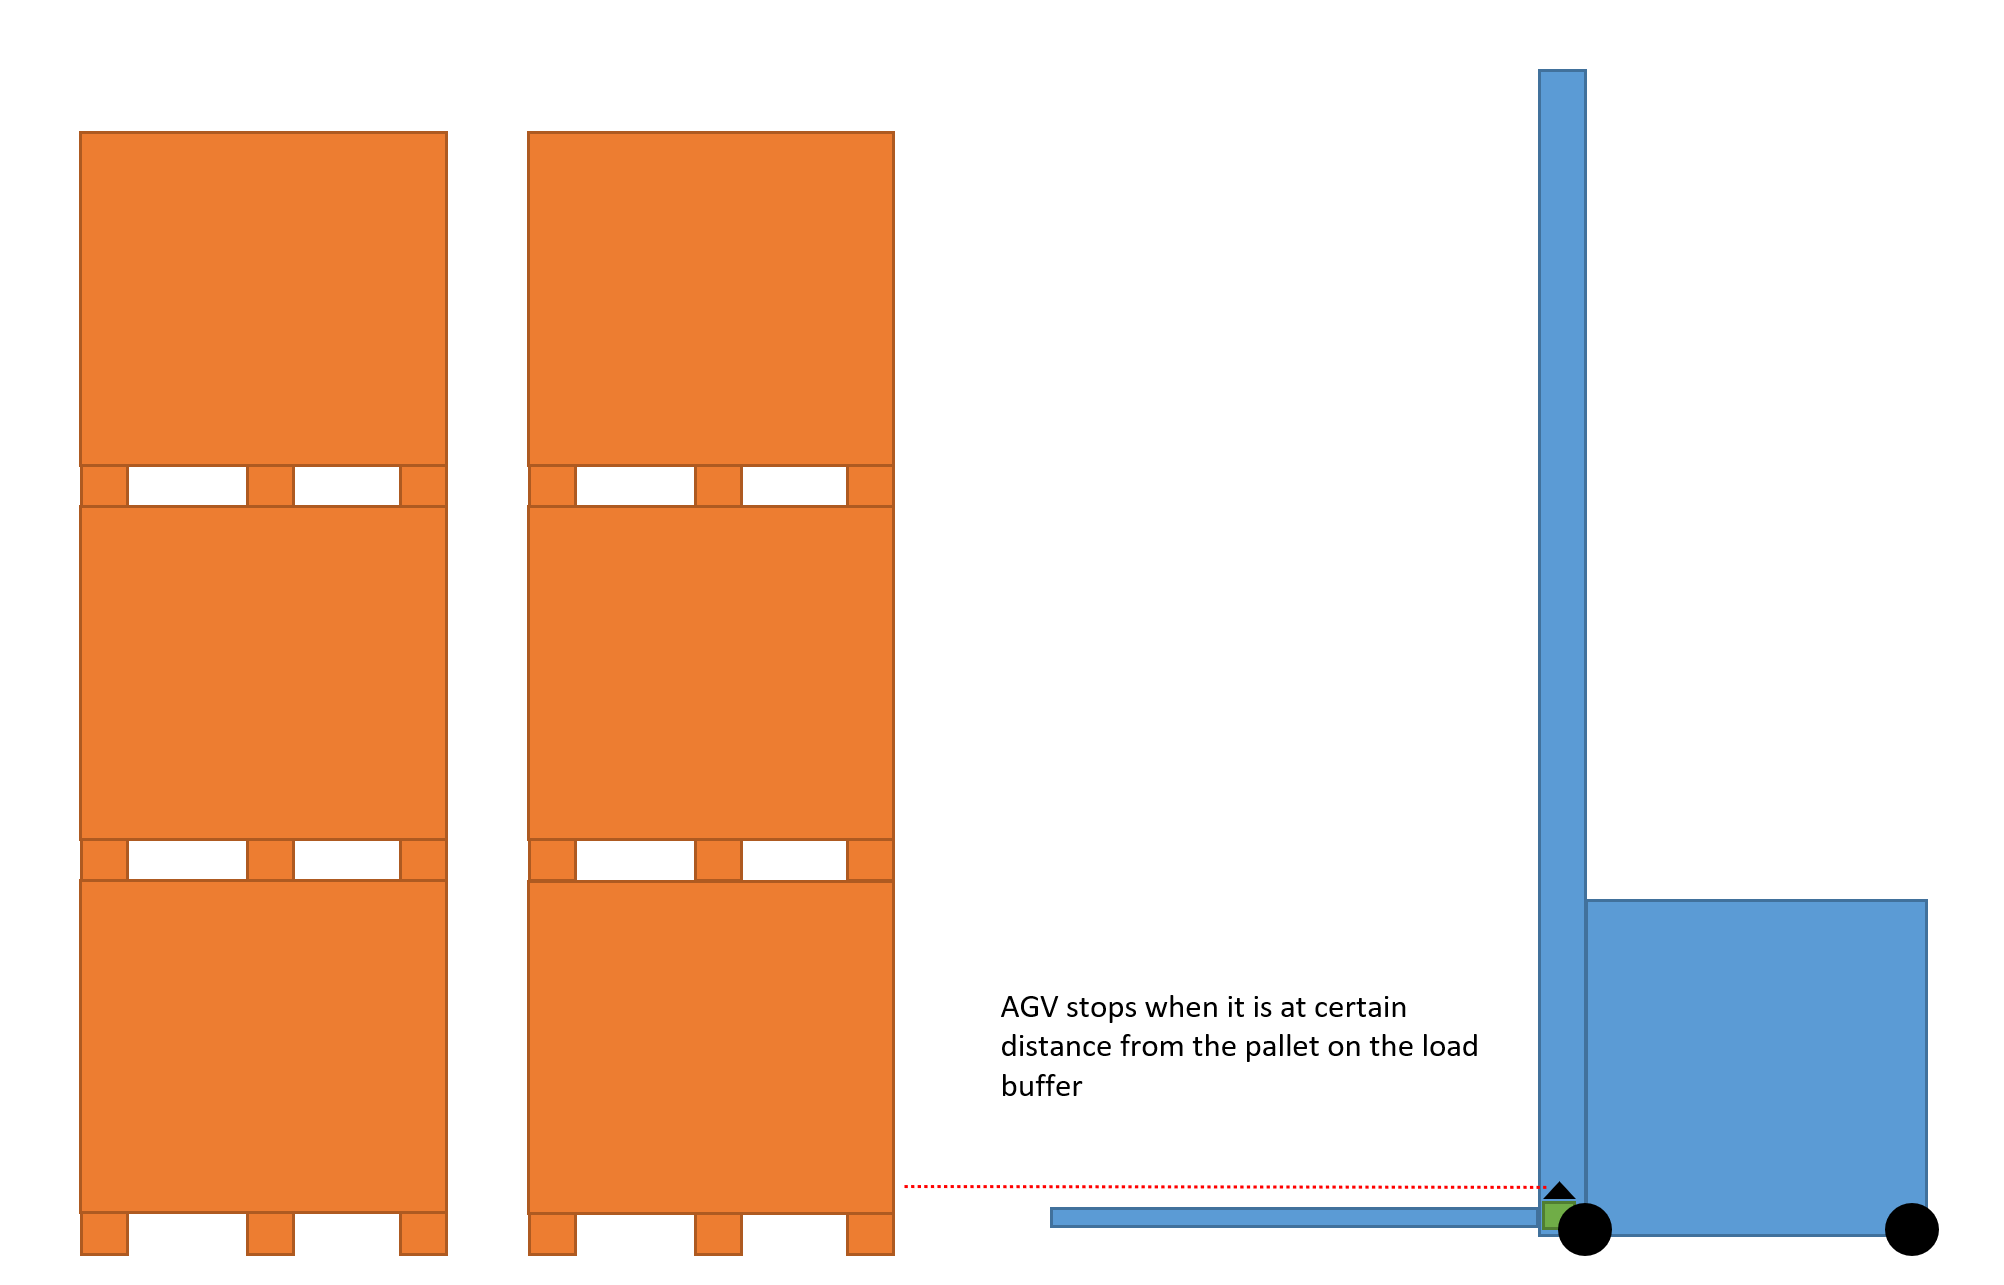 AGV stops when it is at certain
distance from the pallet on the load
buffer